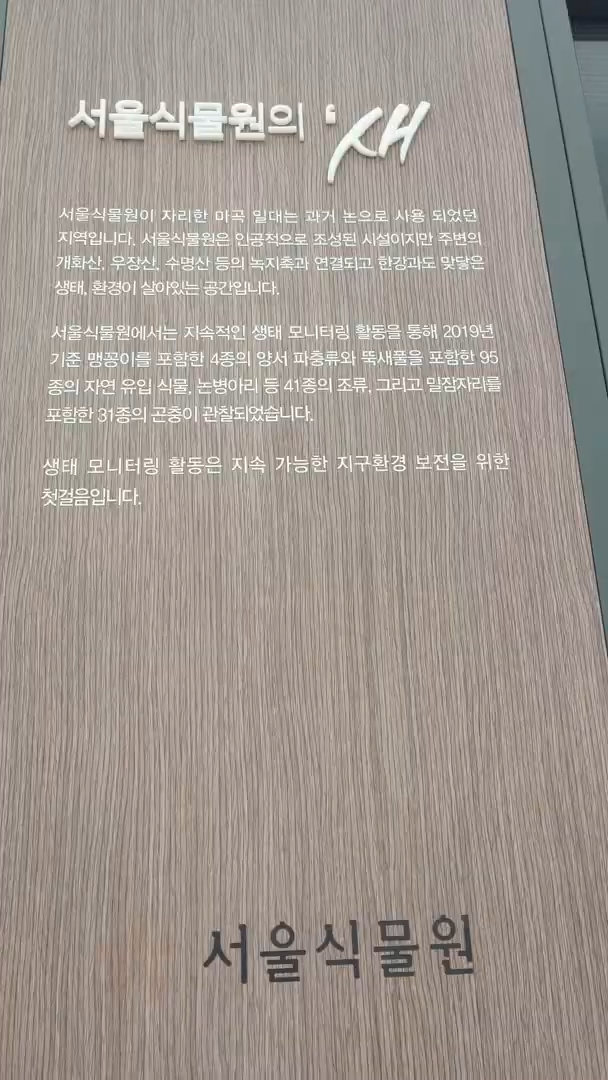 서울식물원의 '새
서울식물원이 자리한 마곡 일대는 과거 논으로 사용 되었던
지역입니다. 서울식물원은 인공적으로 조성된 시설이지만 주변의
개화산, 우장산, 수명산 등의 녹지축과 연결되고 한강과도 맞닿은
생태, 환경이 살아있는 공간입니다.
서울식물원에서는 지속적인 생태 모니터링 활동을 통해 2019년
기준 맹꽁이를 포함한 4종의 양서 파충류와 뚝새풀을 포함한 95
종의 자연 유입 식물, 논병아리 등 41종의 조류, 그리고 밀잠자리를
포함한 31종의 곤충이 관찰되었습니다.
생태 모니터링 활동은 지속 가능한 지구환경 보전을 위한
첫걸음입니다.
서울식물원